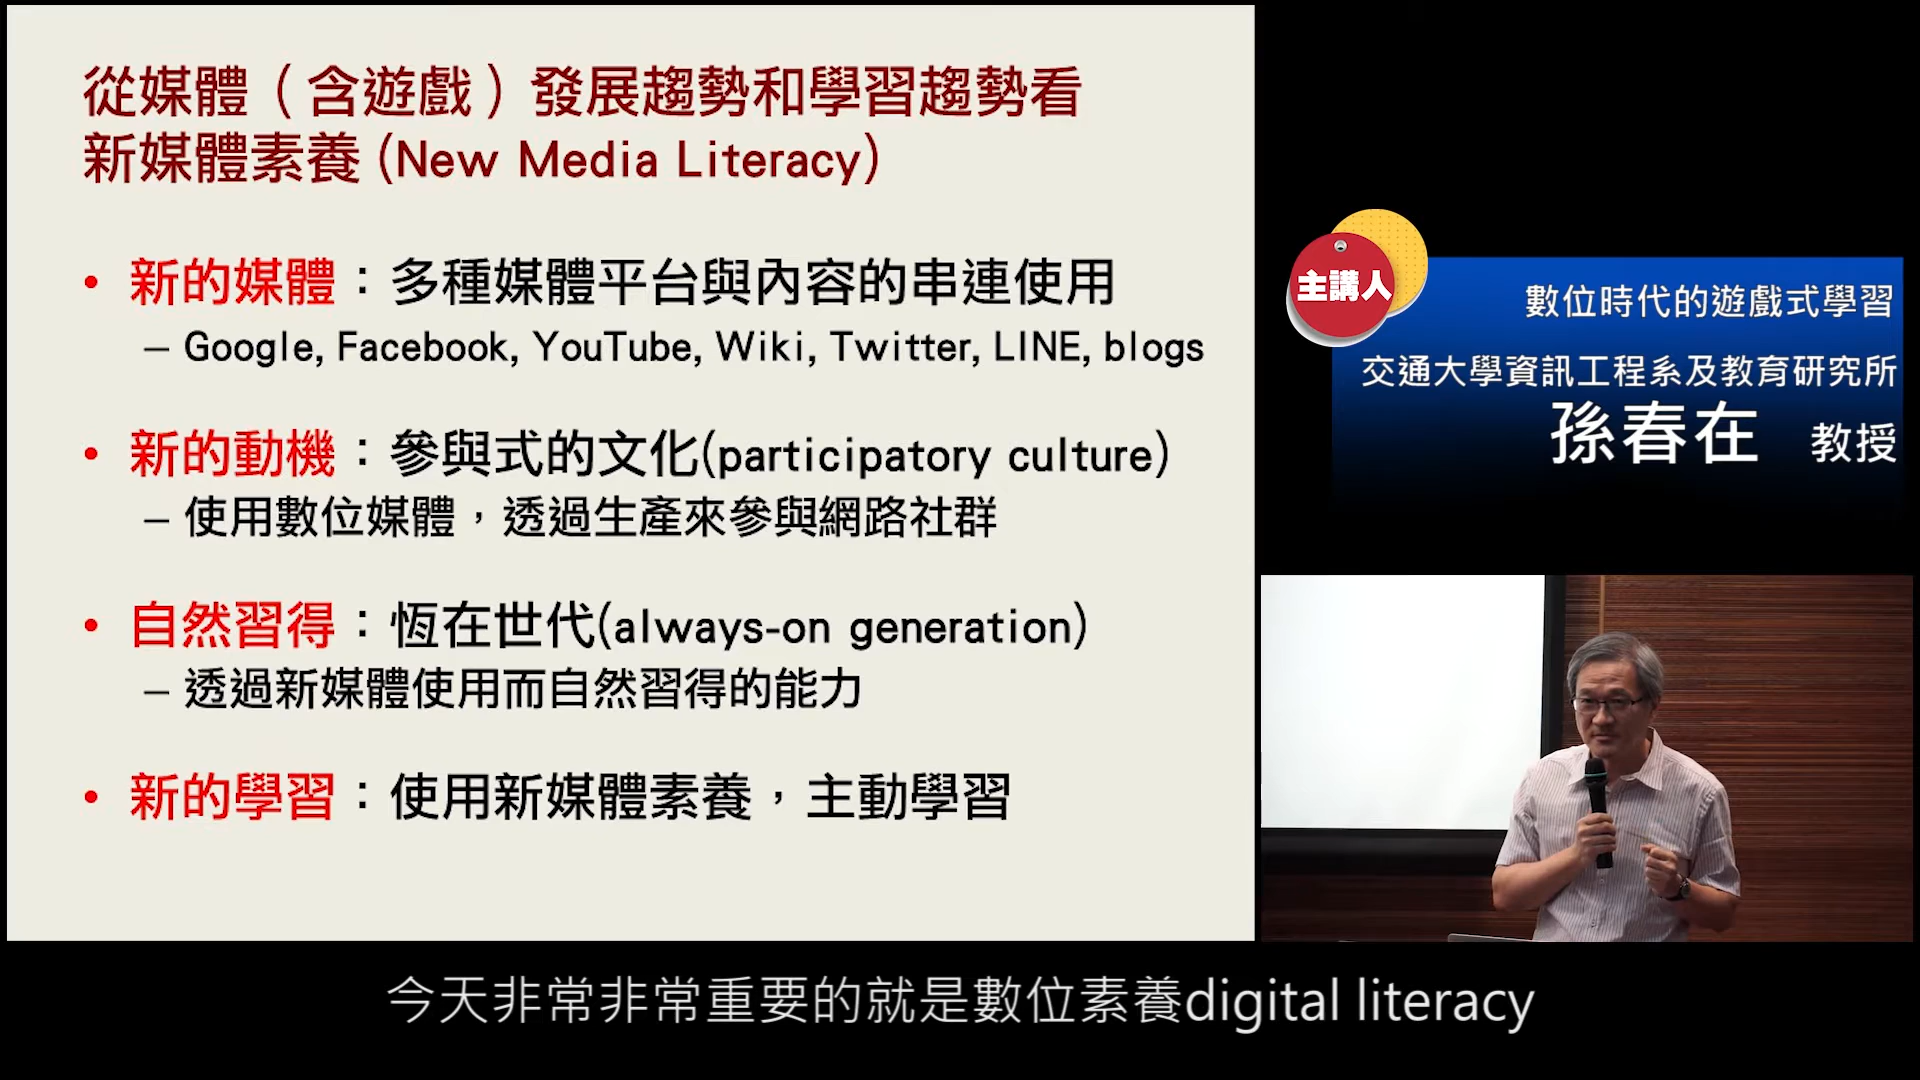 從媒體（含遊戲）發展趨勢和學習趨勢看
新媒體素養 (New Media Literacy)
• 新的媒體：多種媒體平台與內容的串連使用
– Google, Facebook, YouTube, Wiki, Twitter, LINE, blogs
• 新的動機：參與式的文化(participatory culture)
– 使用數位媒體，透過生產來參與網路社群
• 自然習得：恆在世代(always-on generation)
– 透過新媒體使用而自然習得的能力
• 新的學習：使用新媒體素養，主動學習
主講人
數位時代的遊戲式學習
交通大學資訊工程系及教育研究所
孫春在 教授
今天非常非常重要的就是數位素養digital literacy